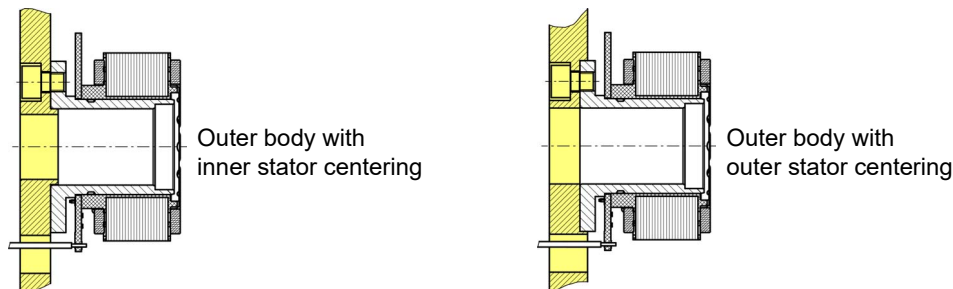 Outer body with
inner stator centering
Outer body with
outer stator centering